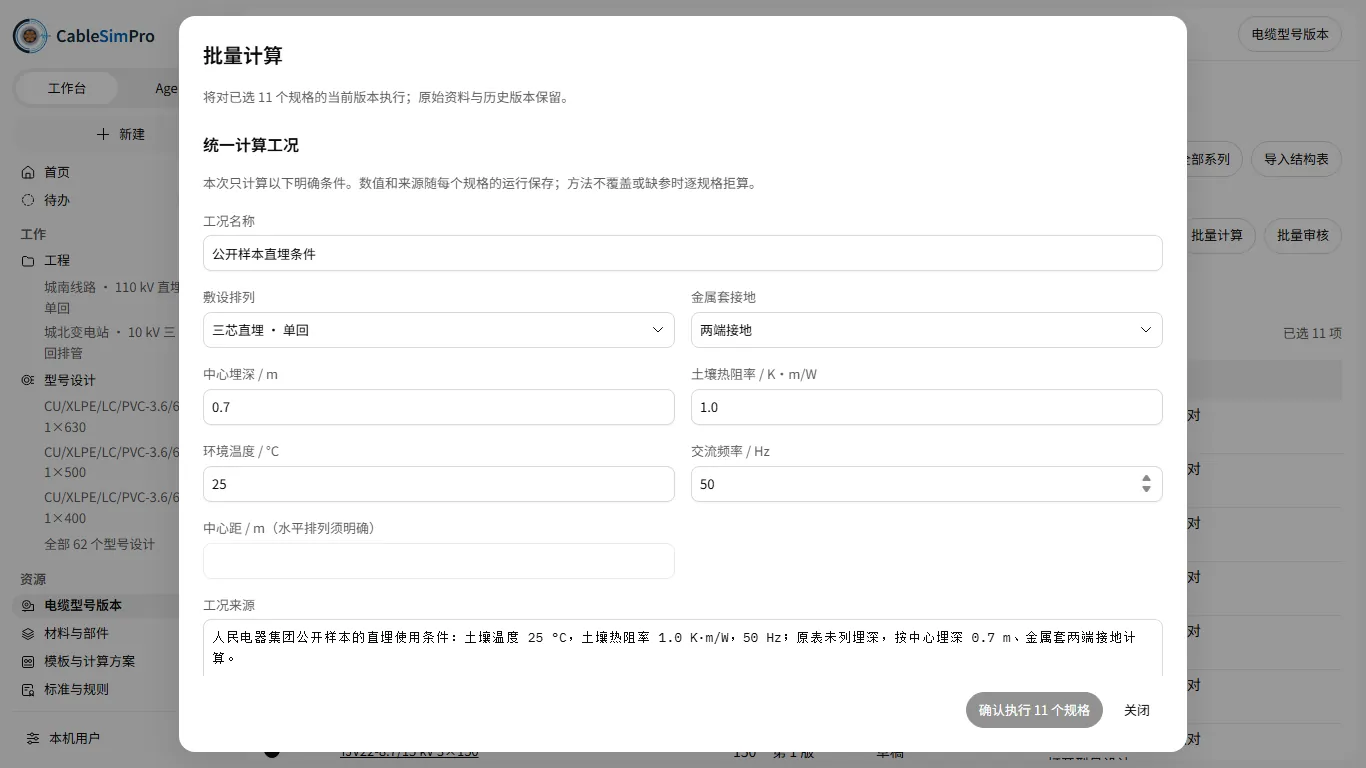 CableSimPro
电缆型号版本
工作台
Age
新建
首页
待办
工作
工程
城南线路 · 110 kV 直埋
单回
城北变电站 · 10 kV 三
回排管
型号设计
CU/XLPE/LC/PVC-3.6/6
1×630
CU/XLPE/LC/PVC-3.6/6
1×500
CU/XLPE/LC/PVC-3.6/6
1×400
全部 62 个型号设计
资源
电缆型号版本
材料与部件
模板与计算方案
标准与规则
本机用户
批量计算
将对已选 11 个规格的当前版本执行；原始资料与历史版本保留。
统一计算工况
本次只计算以下明确条件。数值和来源随每个规格的运行保存；方法不覆盖或缺参时逐规格拒算。
工况名称
公开样本直埋条件
敷设排列
金属套接地
三芯直埋 · 单回
两端接地
中心埋深 / m
土壤热阻率 / K·m/W
0.7
1.0
环境温度 / °C
交流频率 / Hz
25
50
中心距 / m（水平排列须明确）
工况来源
人民电器集团公开样本的直埋使用条件：土壤温度 25 °C，土壤热阻率 1.0 K·m/W，50 Hz；原表未列埋深，按中心埋深 0.7 m、金属套两端接地计
算。
确认执行 11 个规格
关闭
部系列
导入结构表
批量计算
批量审核
已选 11 项
对
对
对
对
对
对
对
150
第 1 版
草稿